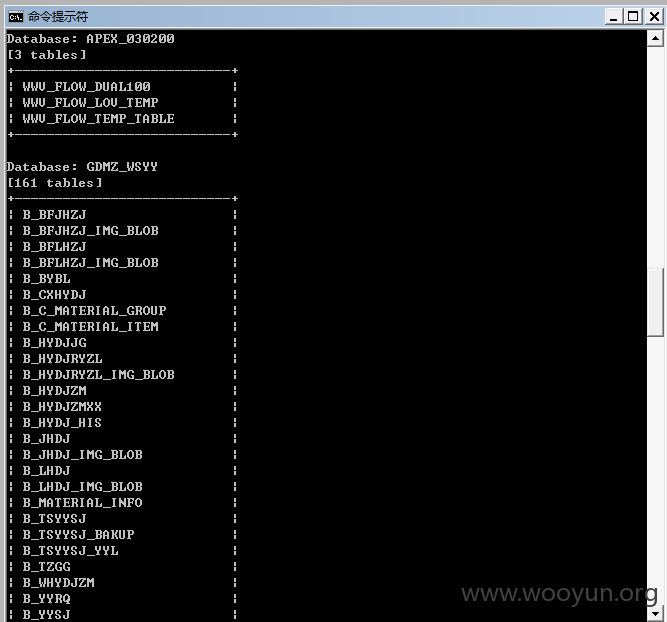 命令提示符
Database: APEX_030200
[3 tables]
+---------------------------+
¦ WWV_FLOW_DUAL100          ¦
¦ WWV_FLOW_LOV_TEMP         ¦
¦ WWV_FLOW_TEMP_TABLE       ¦
+---------------------------+
Database: GDMZ_WSYY
[161 tables]
+---------------------------+
¦ B_BFJHZJ                  ¦
¦ B_BFJHZJ_IMG_BLOB         ¦
¦ B_BFLHZJ                  ¦
¦ B_BFLHZJ_IMG_BLOB         ¦
¦ B_BYBL                    ¦
¦ B_CXHYDJ                  ¦
¦ B_C_MATERIAL_GROUP        ¦
¦ B_C_MATERIAL_ITEM         ¦
¦ B_HYDJJG                  ¦
¦ B_HYDJRYZL                ¦
¦ B_HYDJRYZL_IMG_BLOB       ¦
¦ B_HYDJZM                  ¦
¦ B_HYDJZMXX                ¦
¦ B_HYDJ_HIS                ¦
¦ B_JHDJ                    ¦
¦ B_JHDJ_IMG_BLOB           ¦
¦ B_LHDJ                    ¦
¦ B_LHDJ_IMG_BLOB           ¦
¦ B_MATERIAL_INFO           ¦
¦ B_TSYYSJ                  ¦
¦ B_TSYYSJ_BAKUP            ¦
¦ B_TSYYSJ_YYL              ¦
¦ B_TZGG                    ¦
¦ B_WHYDJZM                 ¦
¦ B_YYRQ                    ¦
¦ B_YYSJ                    ¦
www.wooyun.org